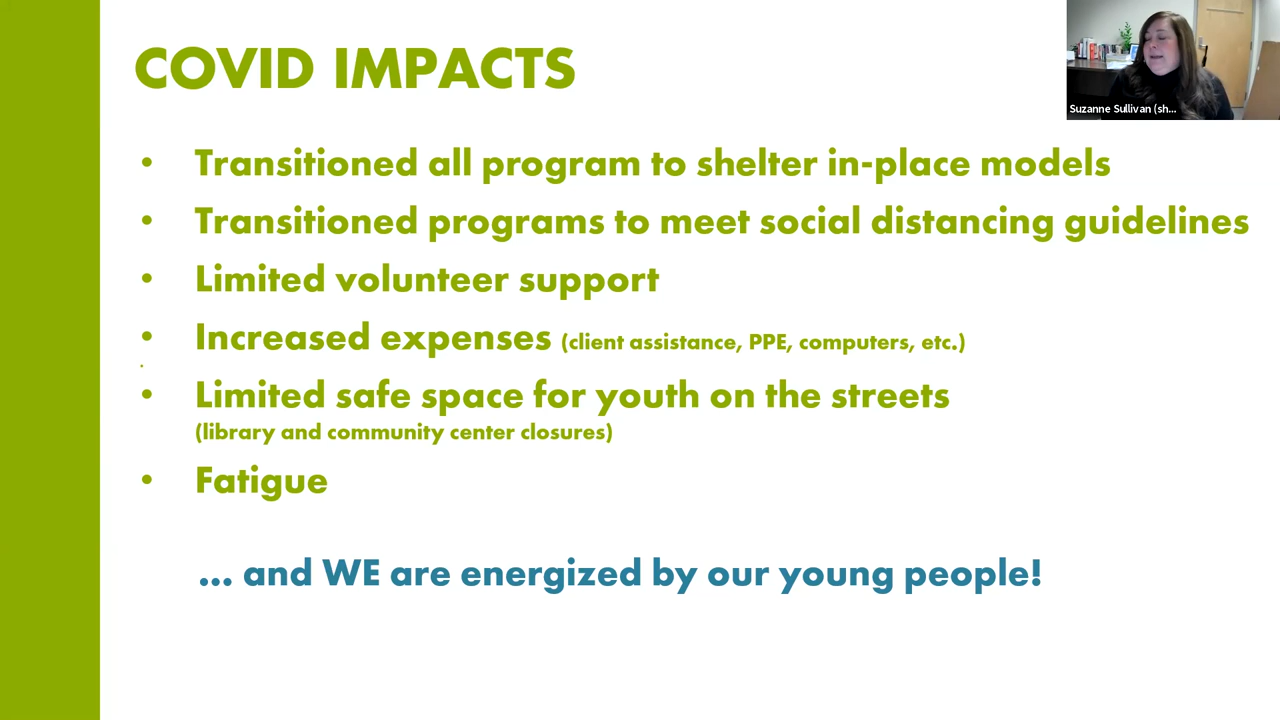 COVID IMPACTS
Suzanne Sullivan (sh...
• Transitioned all program to shelter in-place models
• Transitioned programs to meet social distancing guidelines
• Limited volunteer support
• Increased expenses (client assistance, PPE, computers, etc.)
•
• Limited safe space for youth on the streets
(library and community center closures)
• Fatigue
... and WE are energized by our young people!